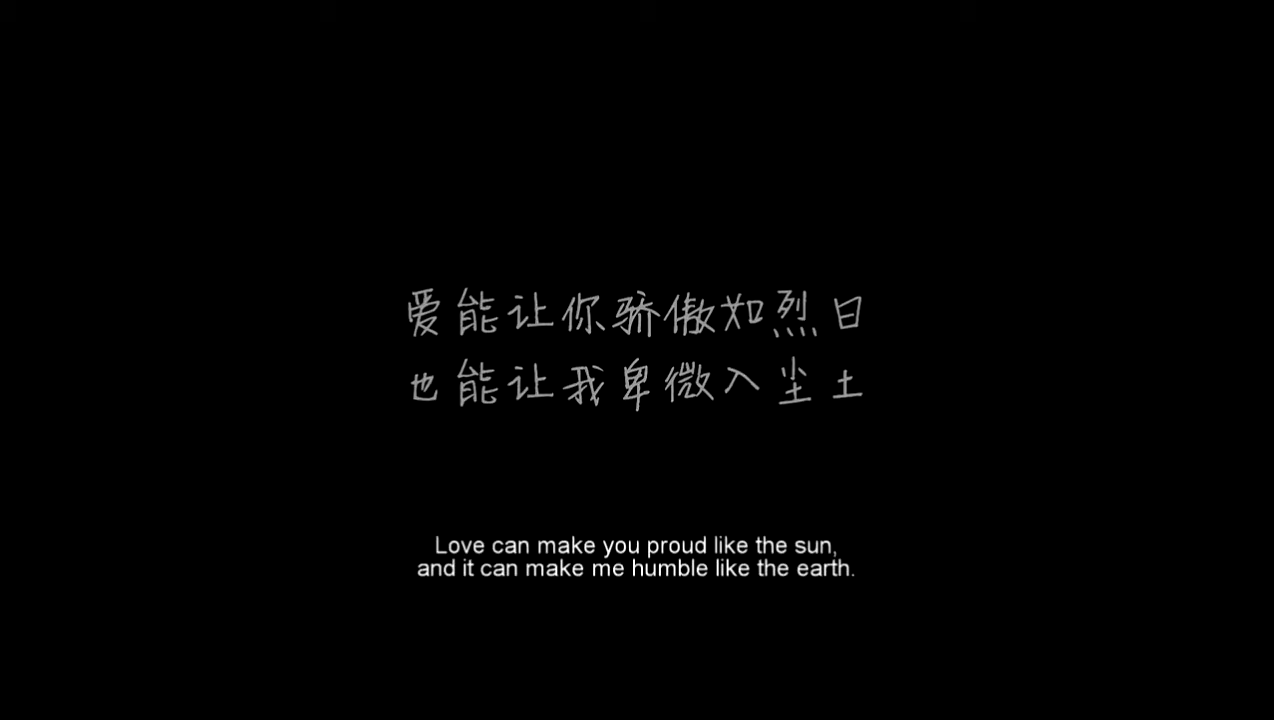 爱能让你骄傲如烈日
也能让我卑微入尘土
Love can make you proud like the sun,
and it can make me humble like the earth.